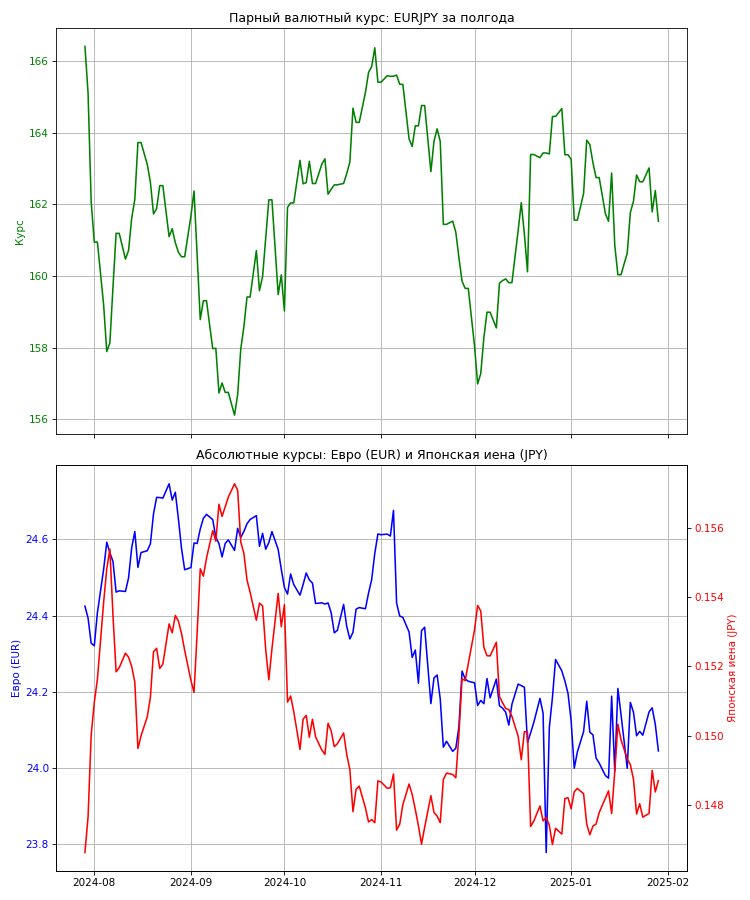 Парный валютный курс: EURJPY за полгода
166
164
162
160
158
156
Курс
Абсолютные курсы: Евро (EUR) и Японская иена (JPY)
24.6
24.4
24.2
24.0
23.8
Евро (EUR)
0.156
0.154
0.152
0.150
0.148
Японская иена (JPY)
2024-08 2024-09 2024-10 2024-11 2024-12 2025-01 2025-02